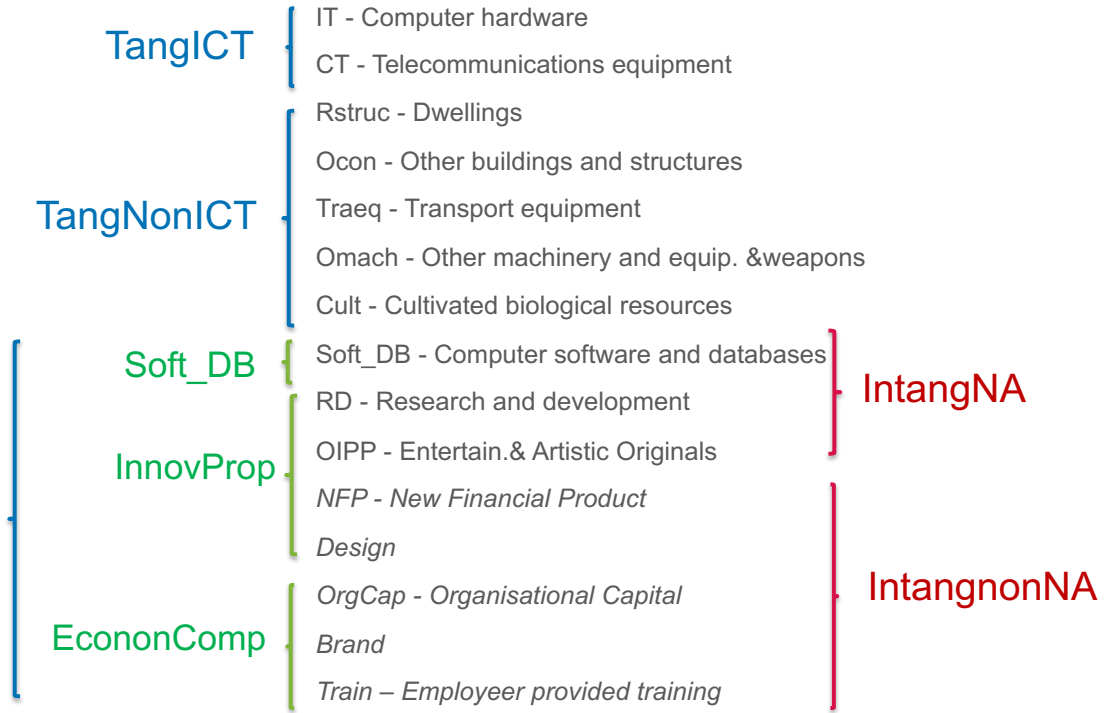 TangICT
IT - Computer hardware
CT - Telecommunications equipment
TangNonICT
Rstruc - Dwellings
Ocon - Other buildings and structures
Traeq - Transport equipment
Omach - Other machinery and equip. &weapons
Cult - Cultivated biological resources
Soft_DB
Soft_DB - Computer software and databases
RD - Research and development
IntangNA
InnovProp
OIPP - Entertain.& Artistic Originals
NFP - New Financial Product
Design
OrgCap - Organisational Capital
IntangnonNA
EcononComp
Brand
Train – Employeer provided training